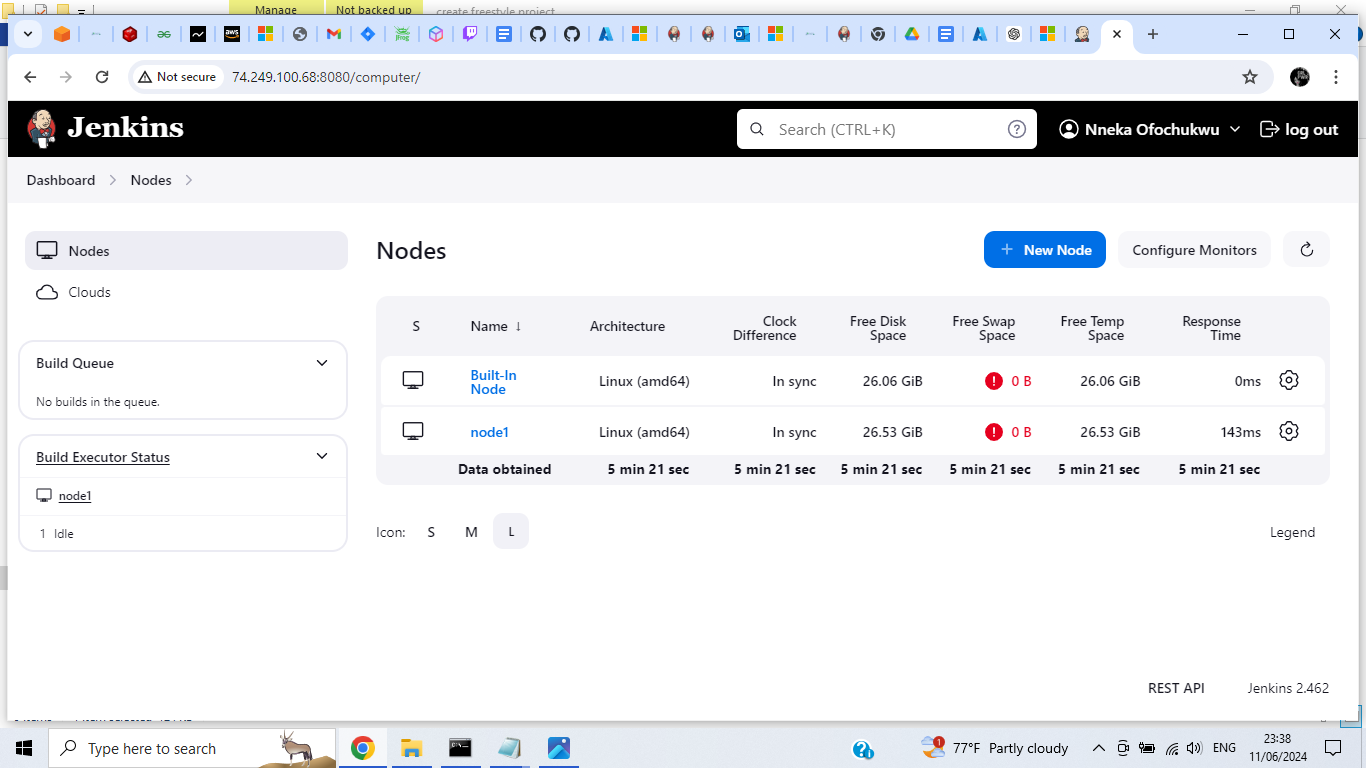 Manage
Not backed up
create freestyle project
aws
Not secure
74.249.100.68:8080/computer/
Jenkins
Search (CTRL+K)
Nneka Ofochukwu
log out
Dashboard
Nodes
Nodes
Clouds
Nodes
New Node
Configure Monitors
S
Name ↓
Architecture
Clock Difference
Free Disk Space
Free Swap Space
Free Temp Space
Response Time
Built-In Node
Linux (amd64)
In sync
26.06 GiB
0 B
26.06 GiB
0ms
node1
Linux (amd64)
In sync
26.53 GiB
0 B
26.53 GiB
143ms
Data obtained
5 min 21 sec
5 min 21 sec
5 min 21 sec
5 min 21 sec
5 min 21 sec
5 min 21 sec
Build Queue
No builds in the queue.
Build Executor Status
node1
1 Idle
Icon:
S
M
L
Legend
REST API
Jenkins 2.462
Type here to search
1
77°F Partly cloudy
ENG
23:38
11/06/2024